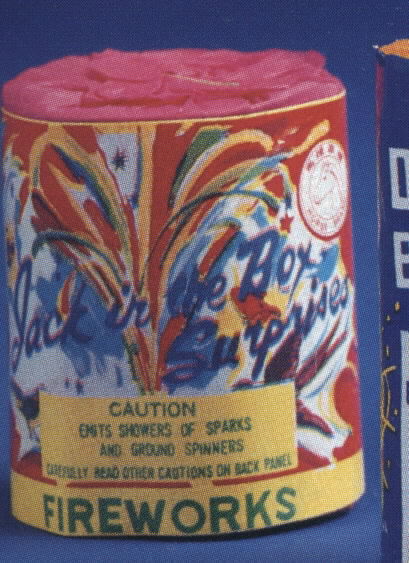 Jack in the Box
Surprises
CAUTION
EMITS SHOWERS OF SPARKS
AND GROUND SPINNERS
CAREFULLY READ OTHER CAUTIONS ON BACK PANEL
FIREWORKS